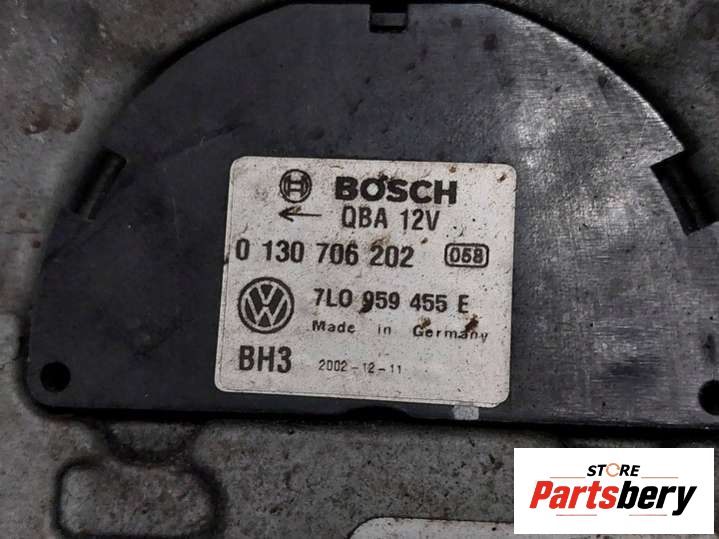 BOSCH
QBA 12V
0 130 706 202 058
7L0 959 455 E
Made in Germany
BH3 2002-12-11
STORE
Partsbery